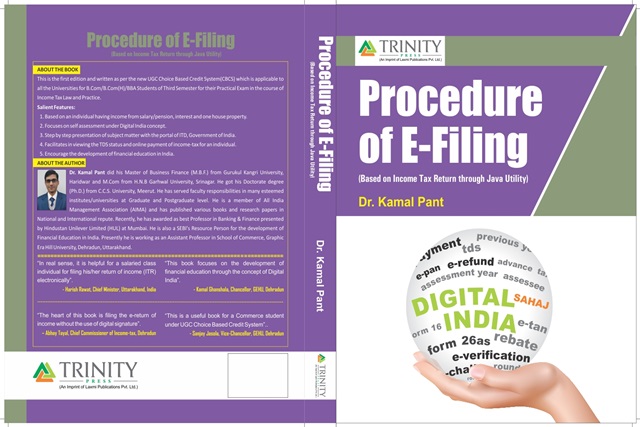 Procedure of E-Filing
(Based on Income Tax Return through Java Utility)
ABOUT THE BOOK
This is the first edition and written as per the new UGC Choice Based Credit System(CBCS) which is applicable to
all the Universities for B.Com/B.Com(H)/BBA Students of Third Semester for their Practical Exam in the course of
Income Tax Law and Practice.
Salient Features:
1. Based on an individual having income from salary/pension, interest and one house property.
2. Focuses on self assessment under Digital India concept.
3. Step by step presentation of subject matter with the portal of ITD, Government of India.
4. Facilitates in viewing the TDS status and online payment of income-tax for an individual.
5. Encourage the development of financial education in India.
ABOUT THE AUTHOR
Dr. Kamal Pant did his Master of Business Finance (M.B.F.) from Gurukul Kangri University,
Haridwar and M.Com from H.N.B Garhwal University, Srinagar. He got his Doctorate degree
(Ph.D.) from C.C.S. University, Meerut. He has served faculty responsibilities in many esteemed
institutes/universities at Graduate and Postgraduate level. He is a member of All India
Management Association (AIMA) and has published various books and research papers in
National and International repute. Recently, he has awarded as best Professor in Banking & Finance presented
by Hindustan Unilever Limited (HUL) at Mumbai. He is also a SEBI's Resource Person for the development of
Financial Education in India. Presently he is working as an Assistant Professor in School of Commerce, Graphic
Era Hill University, Dehradun, Uttarakhand.
"In real sense, it is helpful for a salaried class
individual for filing his/her return of income (ITR)
electronically".
- Harish Rawat, Chief Minister, Uttarakhand, India
"This book focuses on the development of
financial education through the concept of Digital
India".
- Kamal Ghanshala, Chancellor, GEHU, Dehradun
"The heart of this book is filing the e-return of
income without the use of digital signature"
- Abhay Tayal, Chief Commissioner of Income-tax, Dehradun
"This is a useful book for a Commerce student
under UGC Choice Based Credit System".
- Sanjay Jasola, Vice-Chancellor, GEHU, Dehradun
TRINITY
PRESS
(An Imprint of Laxmi Publications Pvt. Ltd.)
Procedure of E-Filing
(Based on Income Tax Return through Java Utility)
Dr. Kamal Pant
TRINITY
PRESS
TRINITY
PRESS
(An Imprint of Laxmi Publications Pvt. Ltd.)
Procedure
of E-Filing
(Based on Income Tax Return through Java Utility)
Dr. Kamal Pant
yment
tds
previous y
e-pan
e-refund
advance ta
assessment year
assessee
DIGITAL
SAHAJ
INDIA
form 16
e-tan
rebate
form 26as
e-verification
e-chal
round